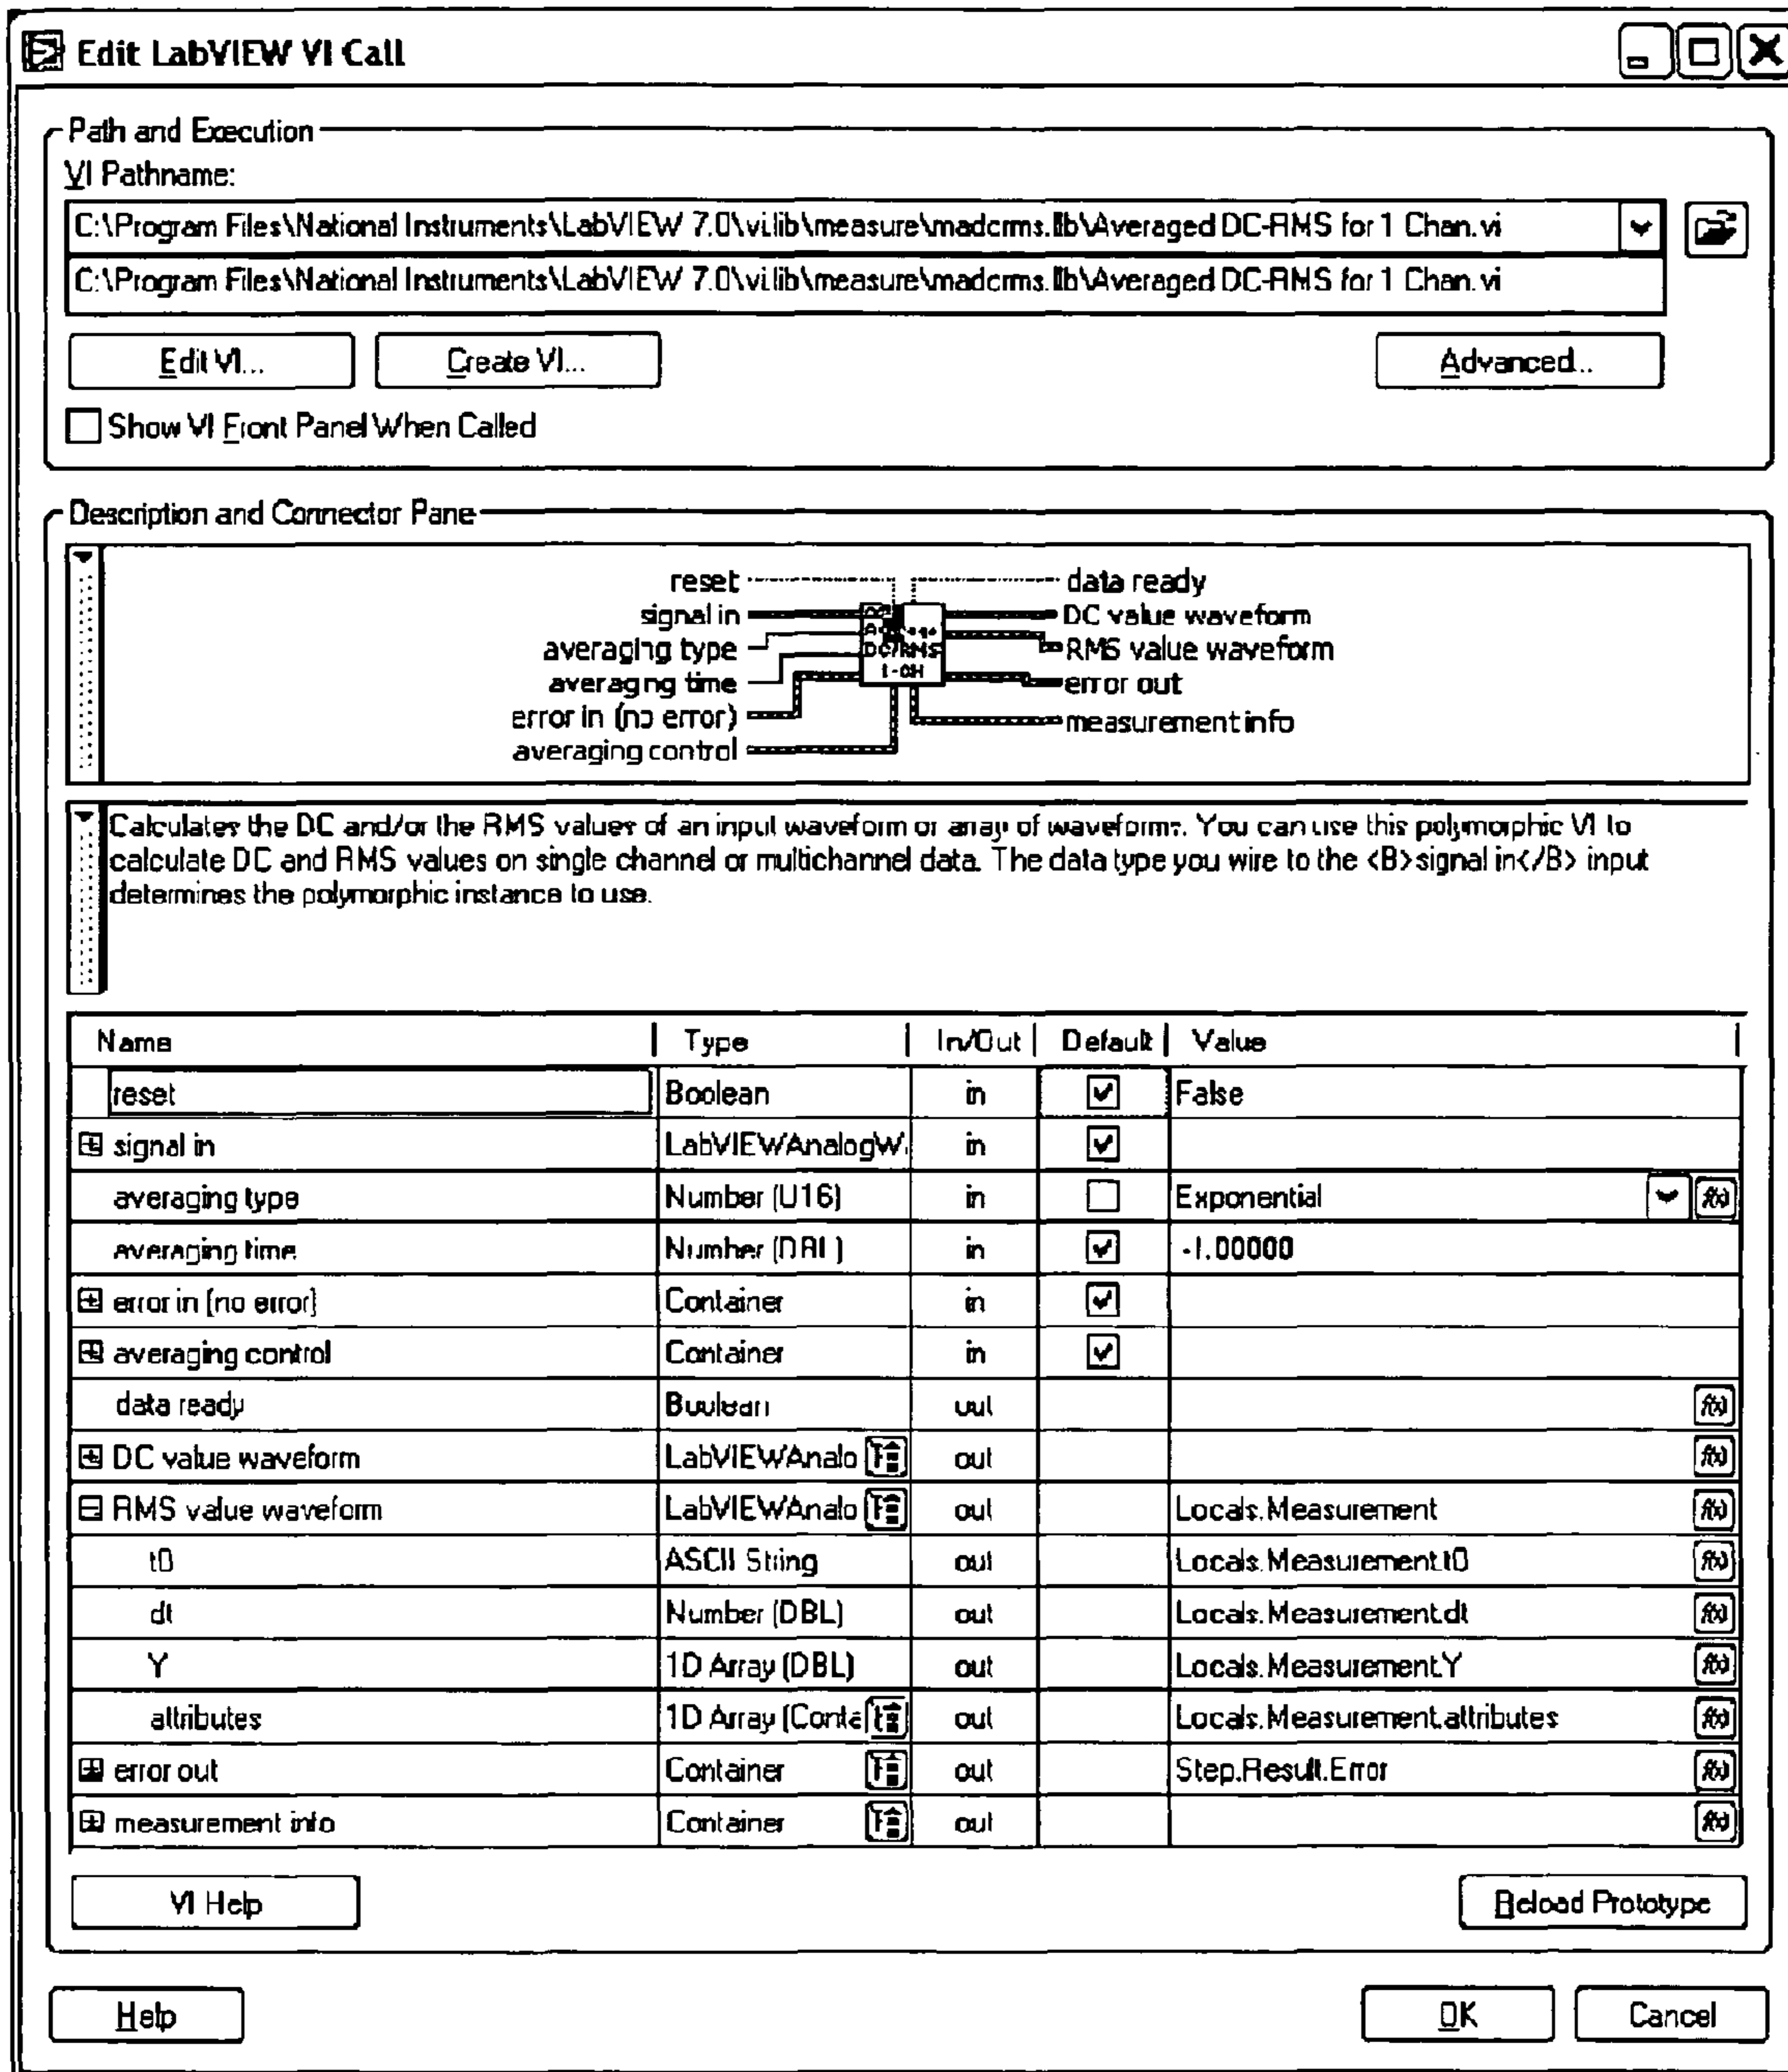 Edit LabVIEW VI Call
Path and Execution
VI Pathname:
C:\Program Files\National Instruments\LabVIEW 7.0\vi.lib\measure\madcrms.llb\Averaged DC-RMS for 1 Chan.vi
C:\Program Files\National Instruments\LabVIEW 7.0\vi.lib\measure\madcrms.llb\Averaged DC-RMS for 1 Chan.vi
Edit VI... Create VI... Advanced...
Show VI Front Panel When Called
Description and Connector Pane
reset data ready
signal in DC value waveform
averaging type RMS value waveform
averaging time error out
error in (no error) measurement info
averaging control
DC/RMS
1-CH
Calculates the DC and/or the RMS values of an input waveform or array of waveforms. You can use this polymorphic VI to
calculate DC and RMS values on single channel or multichannel data. The data type you wire to the <B>signal in</B> input
determines the polymorphic instance to use.
Name Type In/Out Default Value
reset Boolean in False
signal in LabVIEWAnalogW in
averaging type Number (U16) in Exponential f(x)
averaging time Number (DBL) in -1.00000
error in (no error) Container in
averaging control Container in
data ready Boolean out f(x)
DC value waveform LabVIEWAnalo out f(x)
RMS value waveform LabVIEWAnalo out Locals.Measurement f(x)
t0 ASCII String out Locals.Measurement.t0 f(x)
dt Number (DBL) out Locals.Measurement.dt f(x)
Y 1D Array (DBL) out Locals.Measurement.Y f(x)
attributes 1D Array (Conta out Locals.Measurement.attributes f(x)
error out Container out Step.Result.Error f(x)
measurement info Container out f(x)
VI Help Reload Prototype
Help OK Cancel